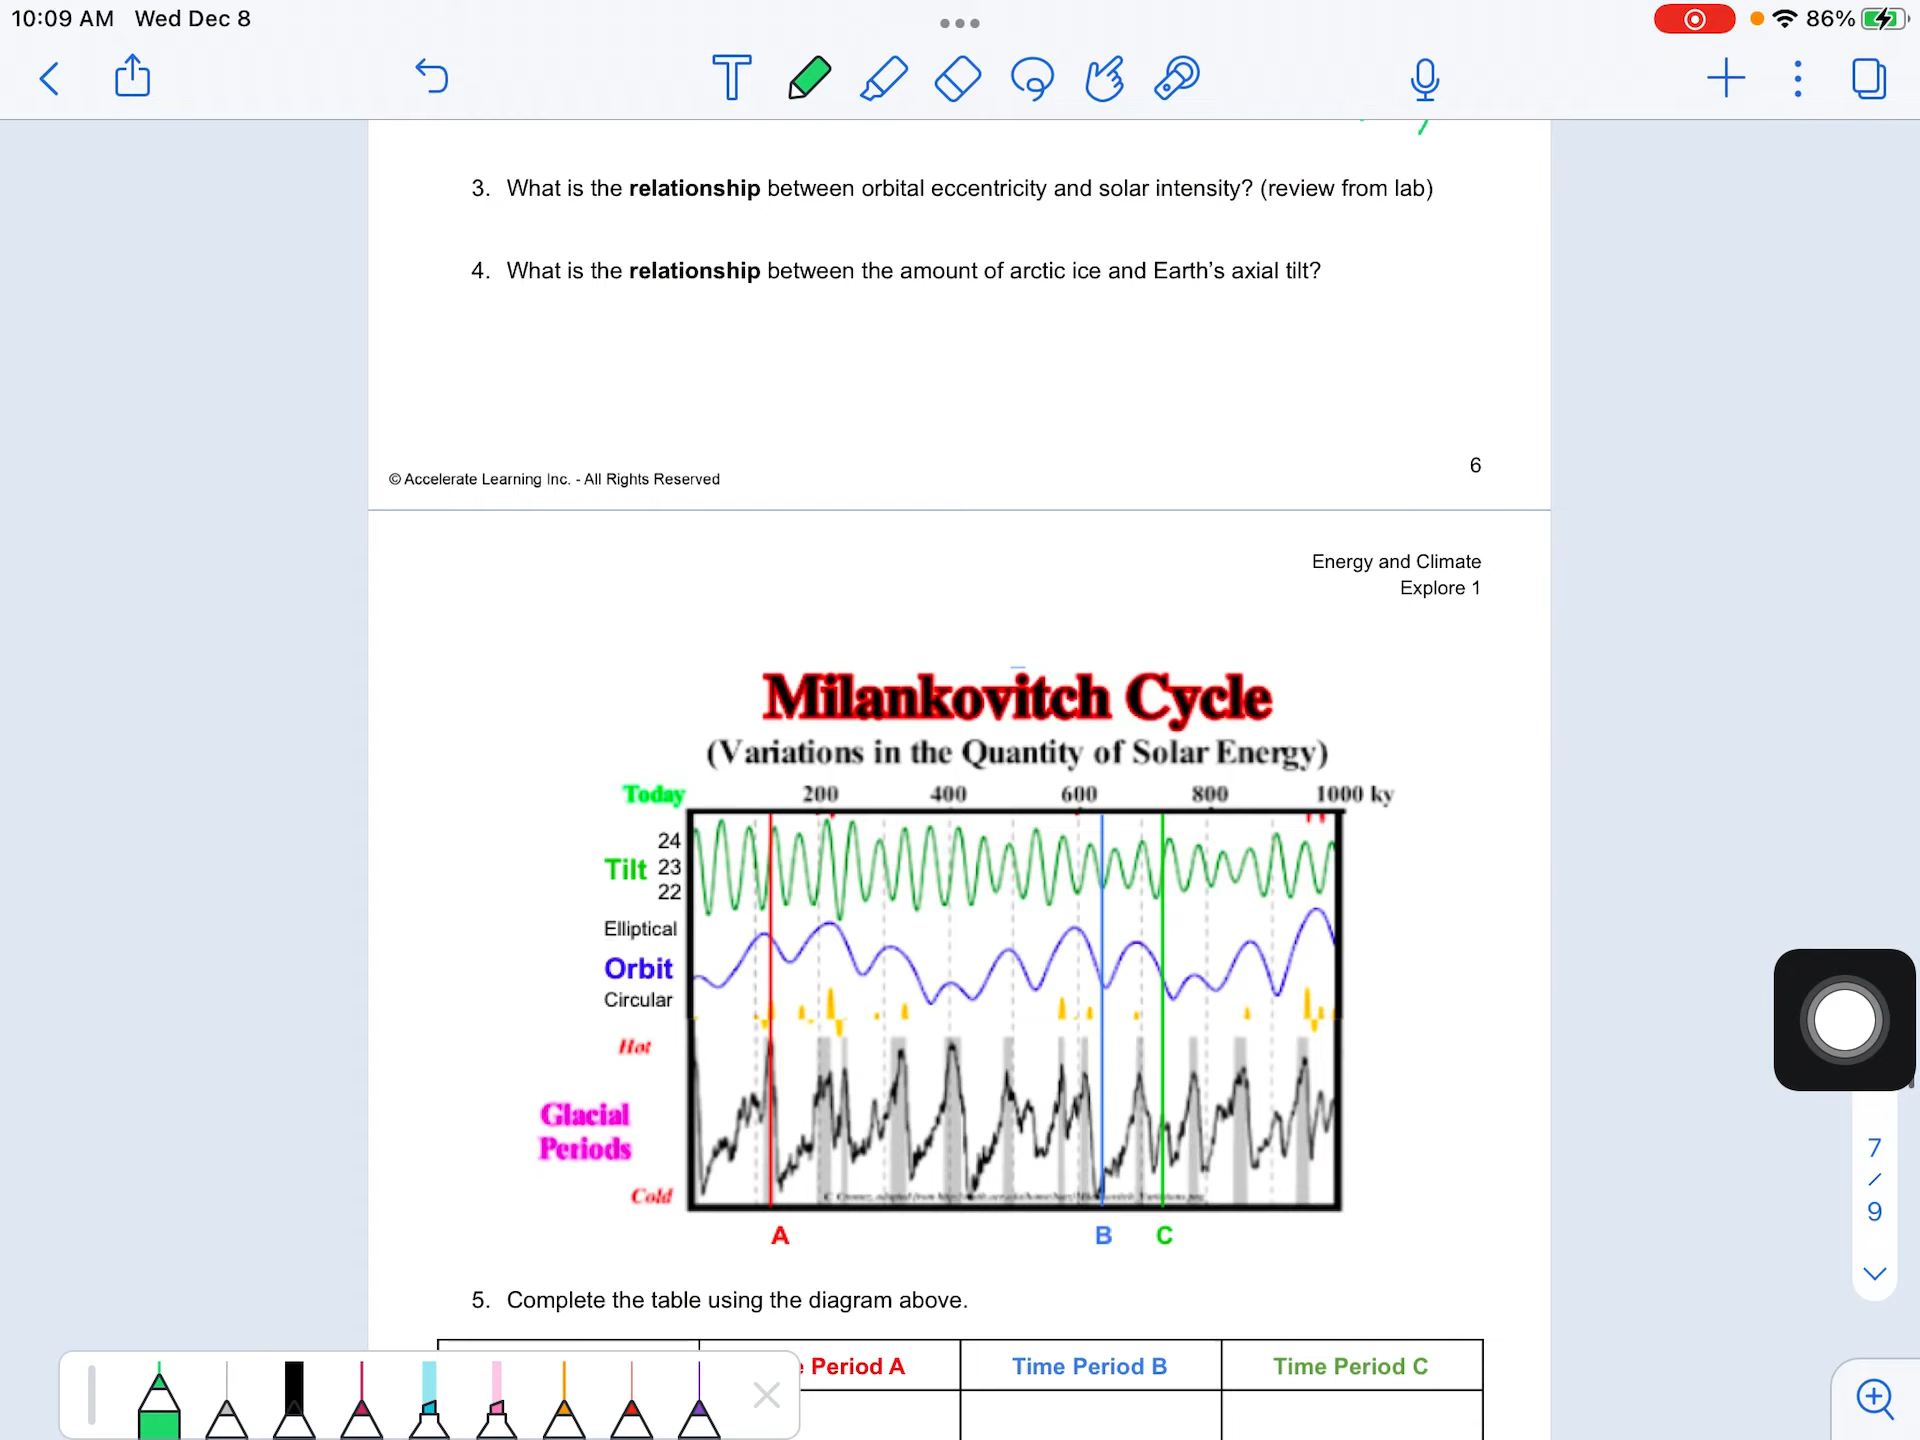 10:09 AM Wed Dec 8
86%
3. What is the relationship between orbital eccentricity and solar intensity? (review from lab)
4. What is the relationship between the amount of arctic ice and Earth's axial tilt?
6
© Accelerate Learning Inc. - All Rights Reserved
Energy and Climate
Explore 1
Milankovitch Cycle
(Variations in the Quantity of Solar Energy)
Today 200 400 600 800 1000 ky
24
Tilt 23
22
Elliptical
Orbit
Circular
Hot
Glacial
Periods
Cold
A B C
7
/
9
5. Complete the table using the diagram above.
Period A Time Period B Time Period C